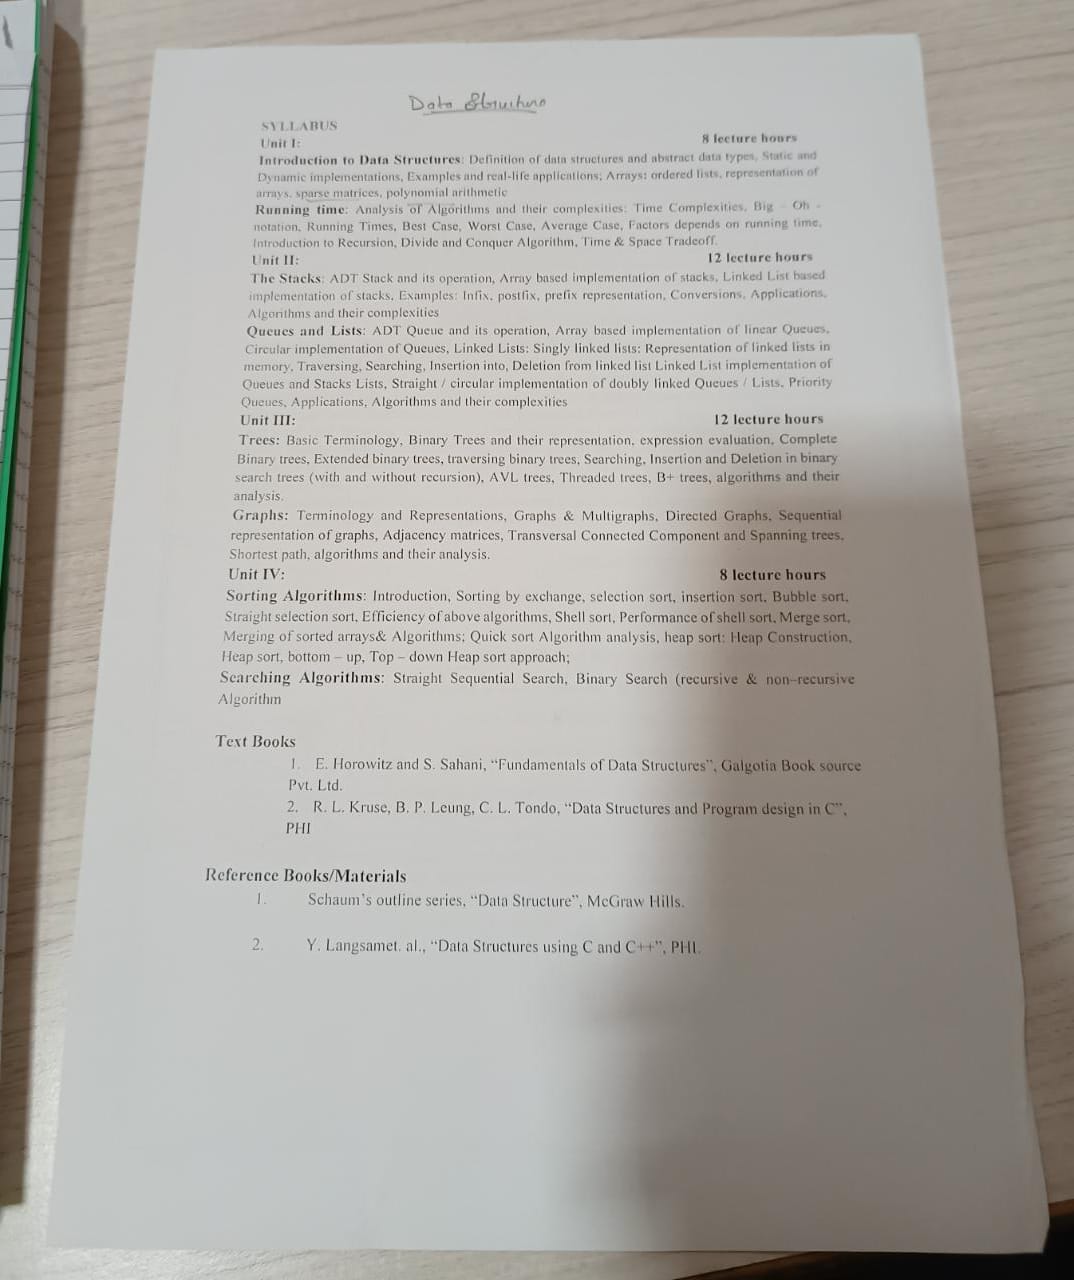 Data Structure
SYLLABUS
Unit I: 8 lecture hours
Introduction to Data Structures: Definition of data structures and abstract data types, Static and
Dynamic implementations, Examples and real-life applications; Arrays: ordered lists, representation of
arrays, sparse matrices, polynomial arithmetic
Running time: Analysis of Algorithms and their complexities: Time Complexities, Big - Oh -
notation, Running Times, Best Case, Worst Case, Average Case, Factors depends on running time,
Introduction to Recursion, Divide and Conquer Algorithm, Time & Space Tradeoff.
Unit II: 12 lecture hours
The Stacks: ADT Stack and its operation, Array based implementation of stacks, Linked List based
implementation of stacks, Examples: Infix, postfix, prefix representation, Conversions, Applications,
Algorithms and their complexities
Queues and Lists: ADT Queue and its operation, Array based implementation of linear Queues,
Circular implementation of Queues, Linked Lists: Singly linked lists: Representation of linked lists in
memory, Traversing, Searching, Insertion into, Deletion from linked list Linked List implementation of
Queues and Stacks Lists, Straight / circular implementation of doubly linked Queues / Lists, Priority
Queues, Applications, Algorithms and their complexities
Unit III: 12 lecture hours
Trees: Basic Terminology, Binary Trees and their representation, expression evaluation, Complete
Binary trees, Extended binary trees, traversing binary trees, Searching, Insertion and Deletion in binary
search trees (with and without recursion), AVL trees, Threaded trees, B+ trees, algorithms and their
analysis.
Graphs: Terminology and Representations, Graphs & Multigraphs, Directed Graphs, Sequential
representation of graphs, Adjacency matrices, Transversal Connected Component and Spanning trees,
Shortest path, algorithms and their analysis.
Unit IV: 8 lecture hours
Sorting Algorithms: Introduction, Sorting by exchange, selection sort, insertion sort, Bubble sort,
Straight selection sort, Efficiency of above algorithms, Shell sort, Performance of shell sort, Merge sort,
Merging of sorted arrays& Algorithms; Quick sort Algorithm analysis, heap sort: Heap Construction,
Heap sort, bottom – up, Top – down Heap sort approach;
Searching Algorithms: Straight Sequential Search, Binary Search (recursive & non–recursive
Algorithm
Text Books
1. E. Horowitz and S. Sahani, “Fundamentals of Data Structures”, Galgotia Book source
Pvt. Ltd.
2. R. L. Kruse, B. P. Leung, C. L. Tondo, “Data Structures and Program design in C”,
PHI
Reference Books/Materials
1. Schaum’s outline series, “Data Structure”, McGraw Hills.
2. Y. Langsamet. al., “Data Structures using C and C++”, PHI.